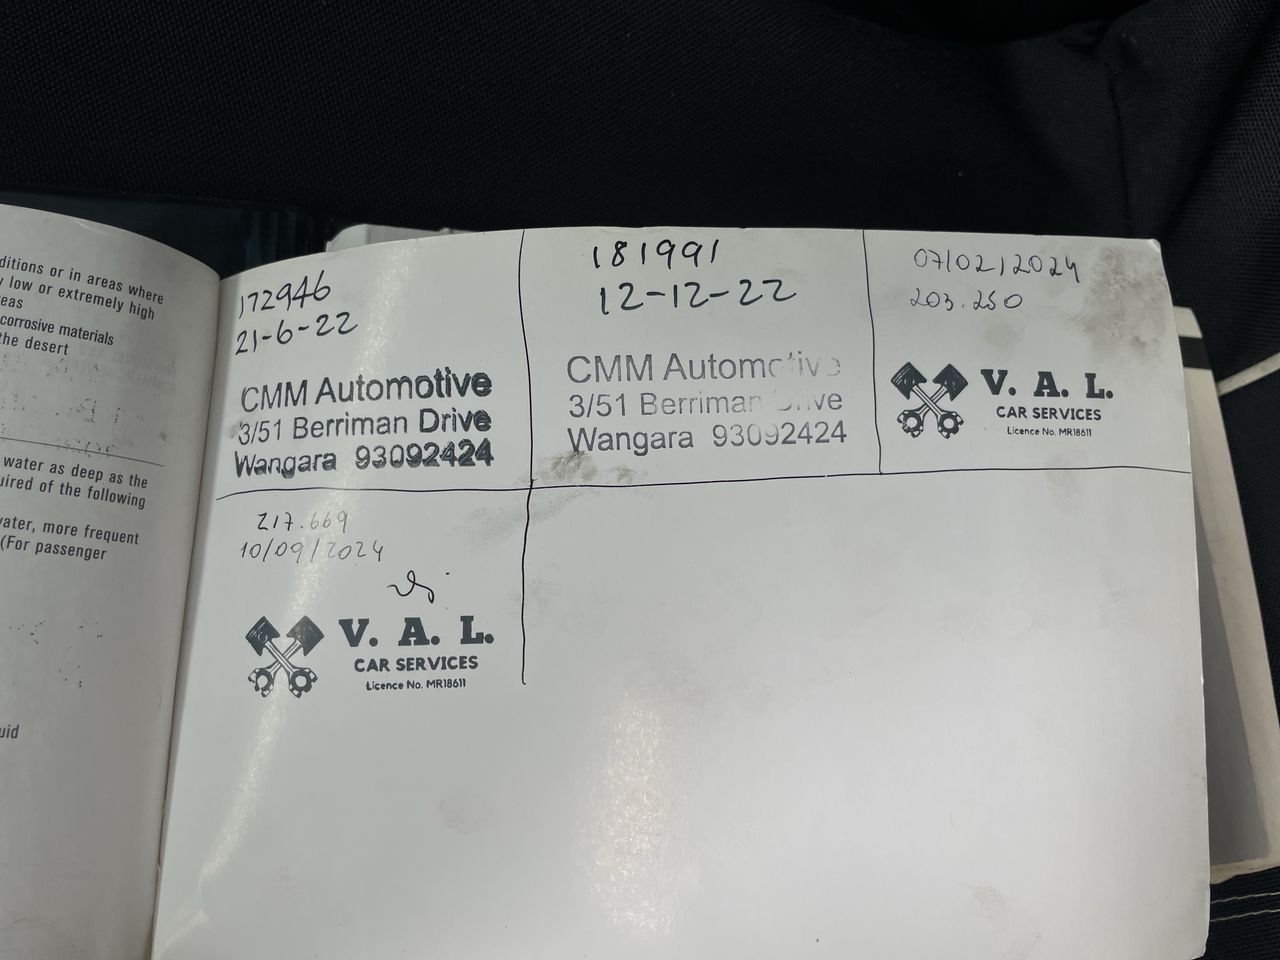 ditions or in areas where
y low or extremely high
eas
corrosive materials
the desert
water as deep as the
uired of the following
vater, more frequent
(For passenger
uid
172946
21-6-22
CMM Automotive
3/51 Berriman Drive
Wangara 93092424
181991
12-12-22
CMM Automotive
3/51 Berriman Drive
Wangara 93092424
07/02/2024
203.250
V. A. L.
CAR SERVICES
Licence No. MR18611
217.669
10/09/2024
V. A. L.
CAR SERVICES
Licence No. MR18611